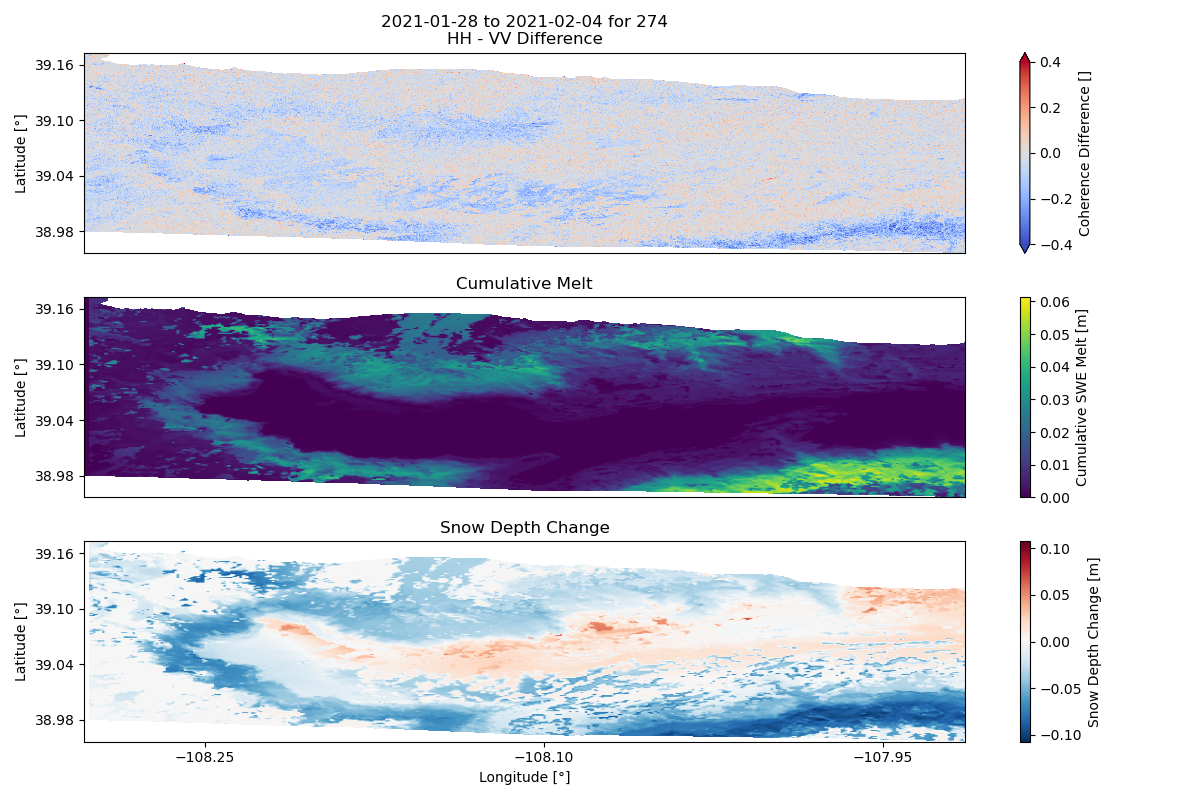 2021-01-28 to 2021-02-04 for 274
HH - VV Difference
39.16
39.10
39.04
38.98
Latitude [°]
0.4
0.2
0.0
−0.2
−0.4
Coherence Difference []
Cumulative Melt
39.16
39.10
39.04
38.98
Latitude [°]
0.06
0.05
0.04
0.03
0.02
0.01
0.00
Cumulative SWE Melt [m]
Snow Depth Change
39.16
39.10
39.04
38.98
Latitude [°]
0.10
0.05
0.00
−0.05
−0.10
Snow Depth Change [m]
−108.25 −108.10 −107.95
Longitude [°]